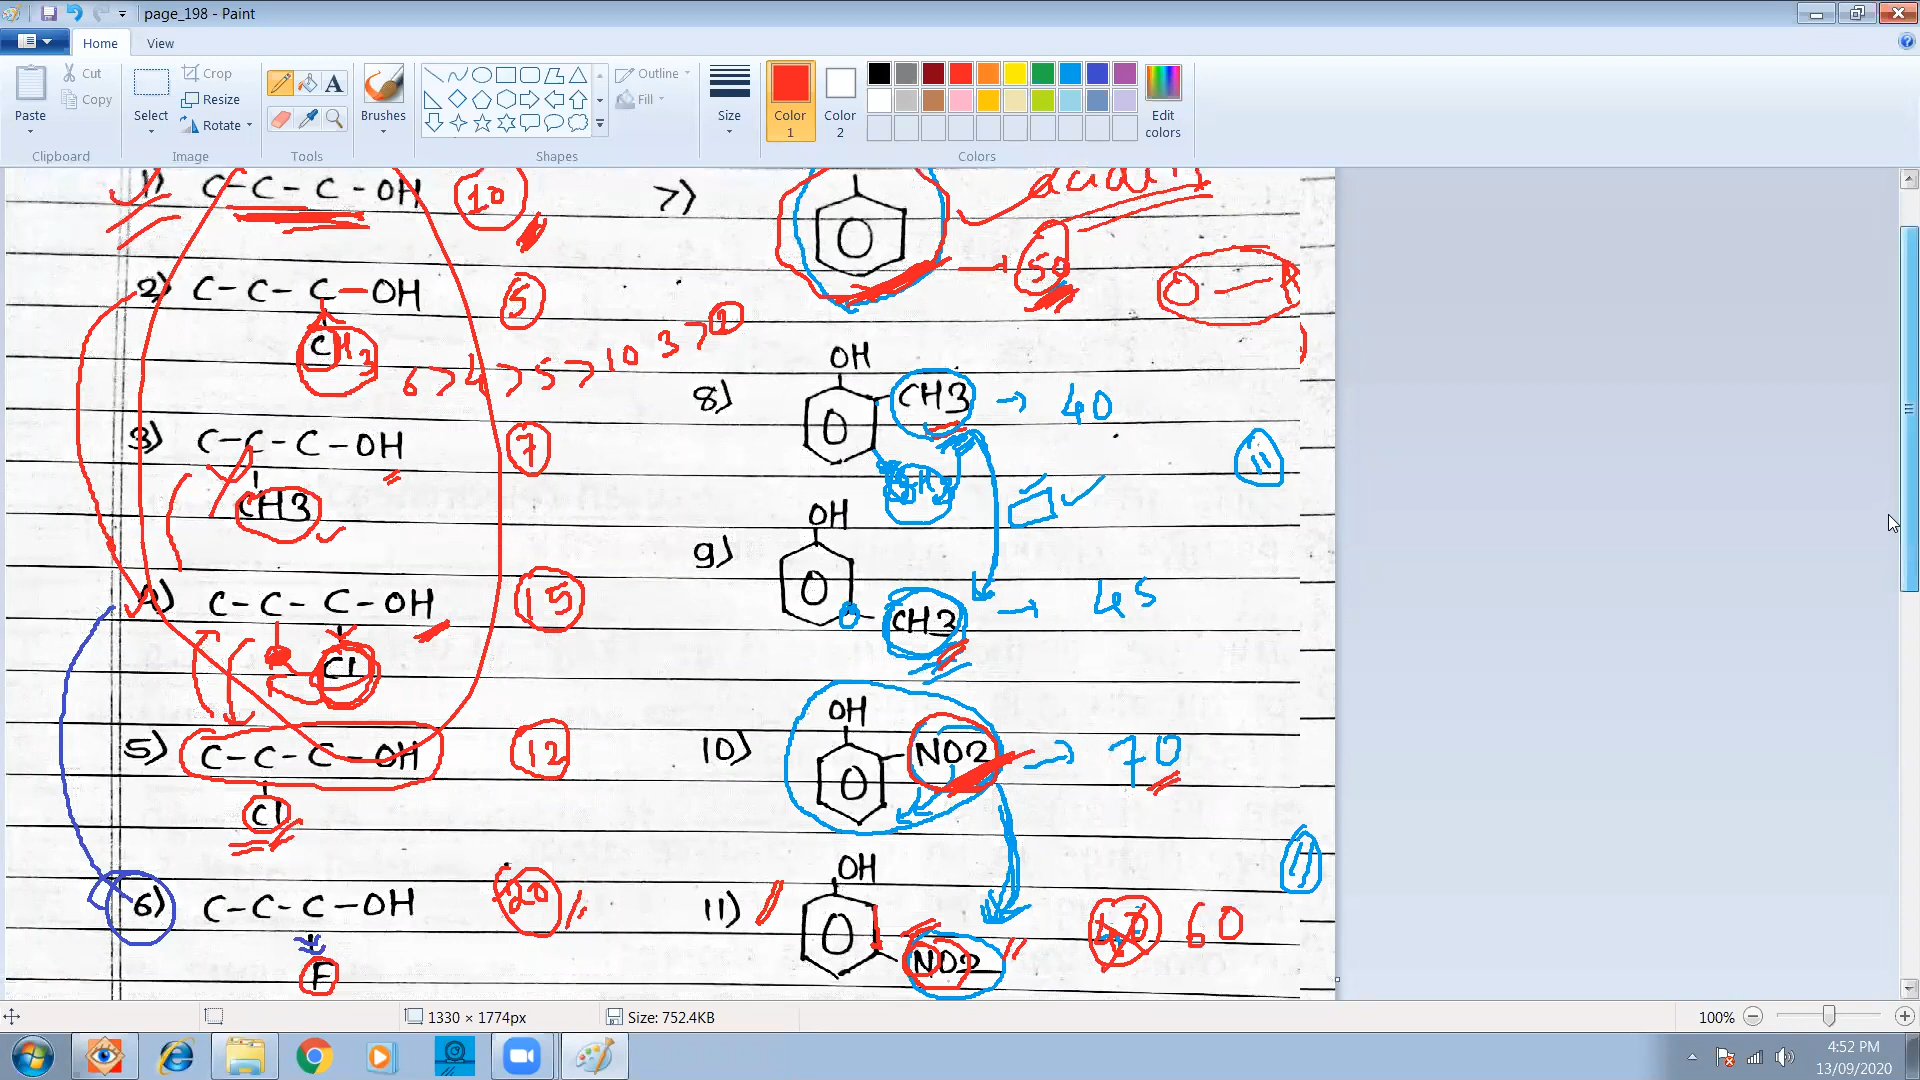 page_198 - Paint
Home View
Paste
Cut
Copy
Clipboard
Select
Crop
Resize
Rotate
Image
A
Tools
Brushes
Shapes
Outline
Fill
Size
Color 1
Color 2
Edit colors
Colors
1) C-C-C-OH 10
2) C-C-C-OH 5
CH3
6>4>5>10 3>2
3) C-C-C-OH 7
CH3
4) C-C-C-OH 15
Cl
5) C-C-C-OH 12
Cl
6) C-C-C-OH 20
F
7)
50
8) OH
CH3 → 40
CH3
9) OH
CH3 → 45
10) OH
NO2 → 70
11) OH
NO2 60
1330 × 1774px
Size: 752.4KB
100%
4:52 PM
13/09/2020